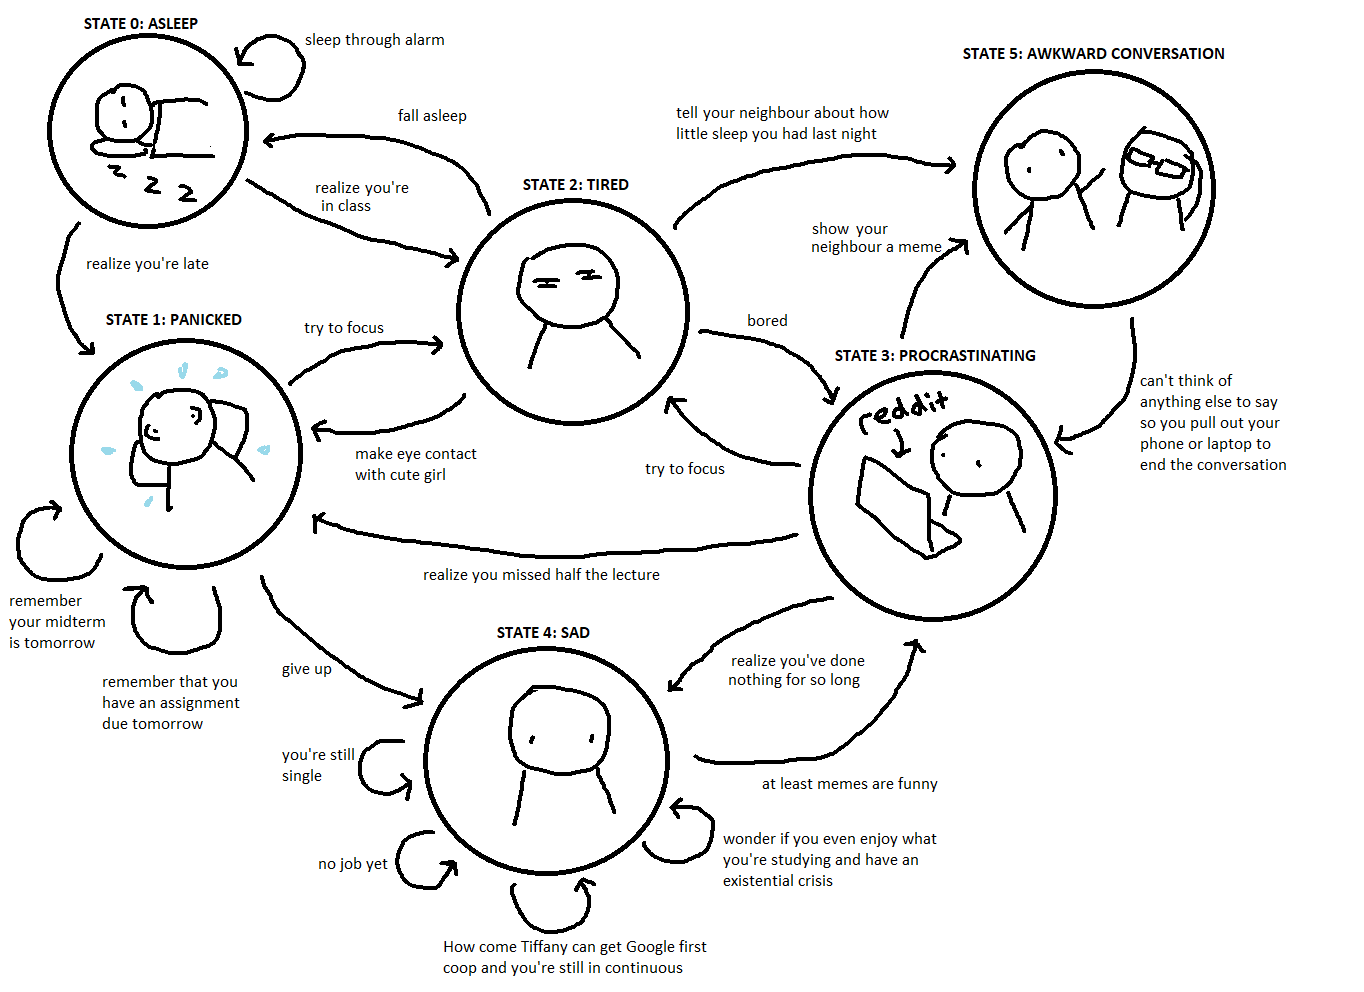 STATE 0: ASLEEP
sleep through alarm
STATE 5: AWKWARD CONVERSATION
fall asleep
tell your neighbour about how
little sleep you had last night
z z z
realize you're
in class
STATE 2: TIRED
show your
neighbour a meme
realize you're late
STATE 1: PANICKED
try to focus
bored
STATE 3: PROCRASTINATING
reddit
can't think of
anything else to say
so you pull out your
phone or laptop to
end the conversation
make eye contact
with cute girl
try to focus
realize you missed half the lecture
remember
your midterm
is tomorrow
remember that you
have an assignment
due tomorrow
give up
STATE 4: SAD
realize you've done
nothing for so long
you're still
single
at least memes are funny
no job yet
wonder if you even enjoy what
you're studying and have an
existential crisis
How come Tiffany can get Google first
coop and you're still in continuous